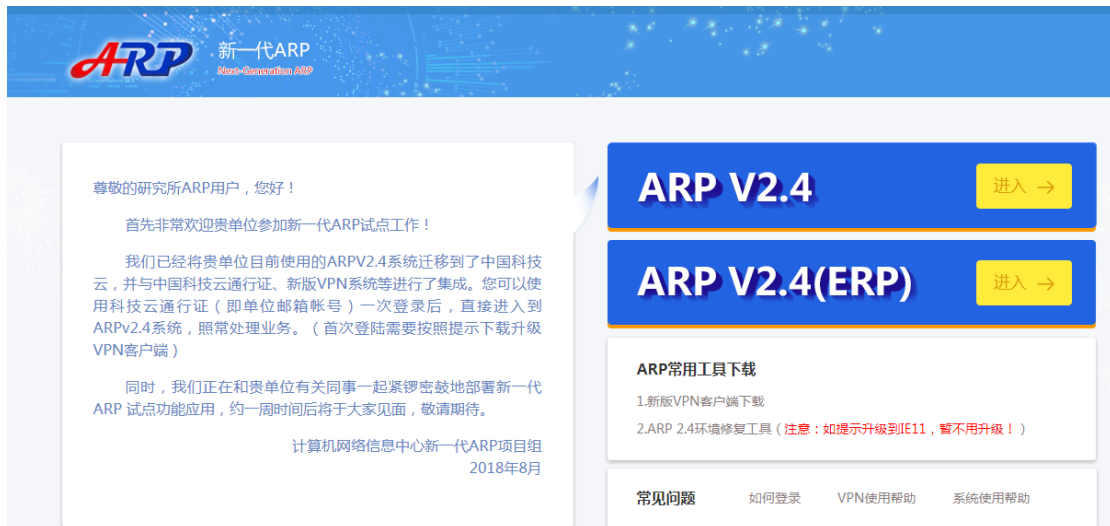 ARP
新一代ARP
Next-Generation ARP
尊敬的研究所ARP用户，您好！
首先非常欢迎贵单位参加新一代ARP试点工作！
我们已经将贵单位目前使用的ARPV2.4系统迁移到了中国科技
云，并与中国科技云通行证、新版VPN系统等进行了集成。您可以使
用科技云通行证（即单位邮箱帐号）一次登录后，直接进入到
ARPv2.4系统，照常处理业务。（首次登陆需要按照提示下载升级
VPN客户端）
同时，我们正在和贵单位有关同事一起紧锣密鼓地部署新一代
ARP 试点功能应用，约一周时间后将于大家见面，敬请期待。
计算机网络信息中心新一代ARP项目组
2018年8月
ARP V2.4
进入 →
ARP V2.4(ERP)
进入 →
ARP常用工具下载
1.新版VPN客户端下载
2.ARP 2.4环境修复工具（注意：如提示升级到IE11，暂不用升级！）
常见问题 如何登录 VPN使用帮助 系统使用帮助